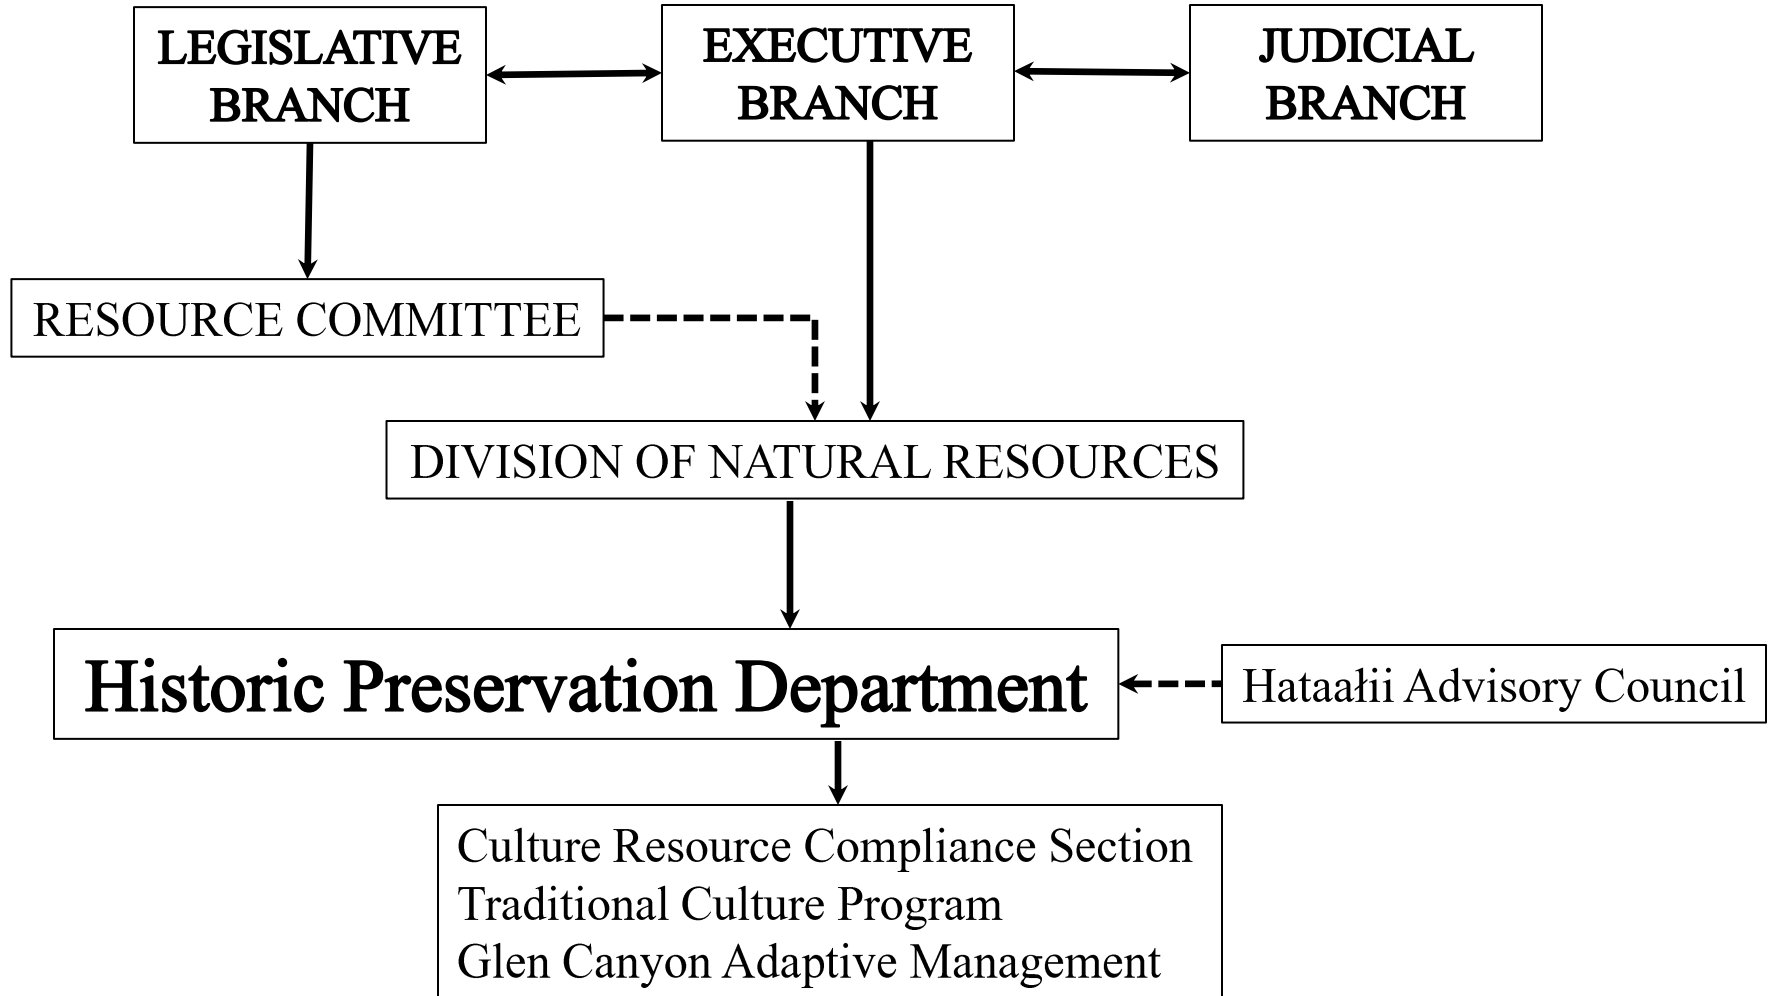 LEGISLATIVE
BRANCH
EXECUTIVE
BRANCH
JUDICIAL
BRANCH
RESOURCE COMMITTEE
DIVISION OF NATURAL RESOURCES
Historic Preservation Department
Hataałii Advisory Council
Culture Resource Compliance Section
Traditional Culture Program
Glen Canyon Adaptive Management